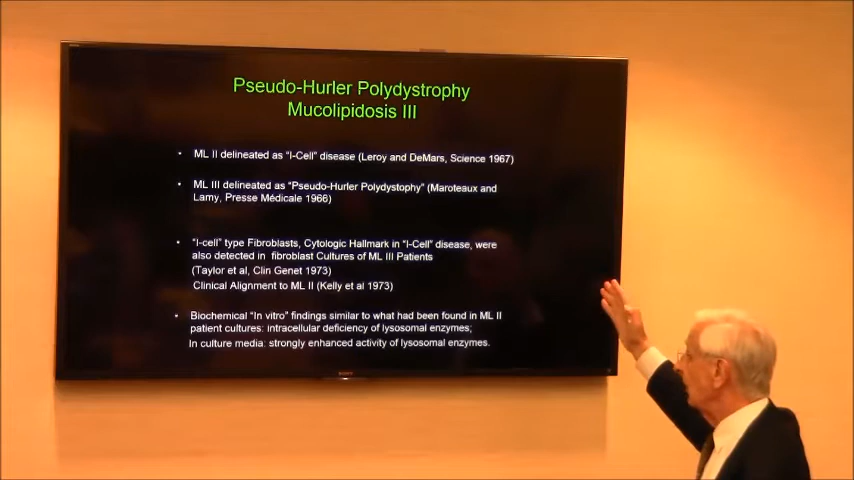 Pseudo-Hurler Polydystrophy
Mucolipidosis III
• ML II delineated as “I-Cell” disease (Leroy and DeMars, Science 1967)
• ML III delineated as “Pseudo-Hurler Polydystophy” (Maroteaux and
Lamy, Presse Médicale 1966)
• “I-cell” type Fibroblasts, Cytologic Hallmark in “I-Cell” disease, were
also detected in fibroblast Cultures of ML III Patients
(Taylor et al, Clin Genet 1973)
Clinical Alignment to ML II (Kelly et al 1973)
• Biochemical “In vitro” findings similar to what had been found in ML II
patient cultures: intracellular deficiency of lysosomal enzymes;
In culture media: strongly enhanced activity of lysosomal enzymes.
SONY